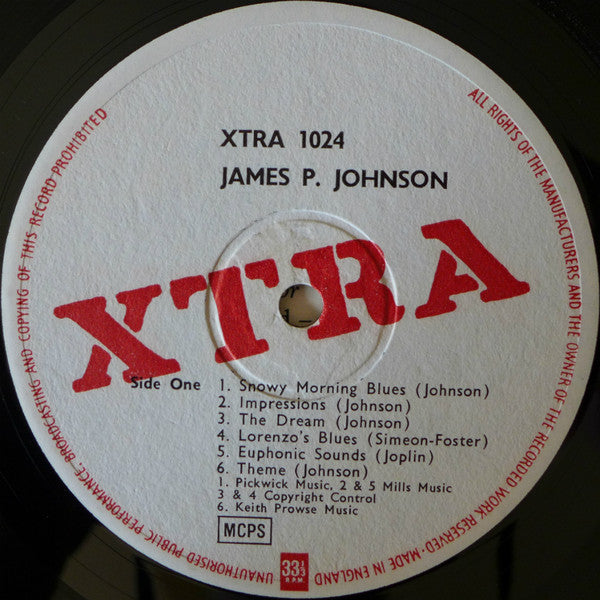 XTRA 1024
JAMES P. JOHNSON
XTRA
Side One
1. Snowy Morning Blues (Johnson)
2. Impressions (Johnson)
3. The Dream (Johnson)
4. Lorenzo's Blues (Simeon-Foster)
5. Euphonic Sounds (Joplin)
6. Theme (Johnson)
1. Pickwick Music, 2 & 5 Mills Music
3 & 4 Copyright Control
6. Keith Prowse Music
MCPS
33⅓
R.P.M.
ALL RIGHTS OF THE MANUFACTURERS AND THE OWNER OF THE RECORDED WORK RESERVED·MADE IN ENGLAND
UNAUTHORISED PUBLIC PERFORMANCE, BROADCASTING AND COPYING OF THIS RECORD PROHIBITED